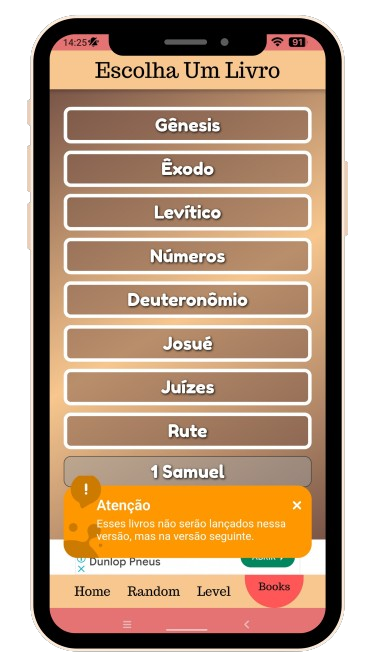 14:25
91
Escolha Um Livro
Gênesis
Êxodo
Levítico
Números
Deuteronômio
Josué
Juízes
Rute
1 Samuel
!
Atenção
Esses livros não serão lançados nessa
versão, mas na versão seguinte.
Dunlop Pneus
Home Random Level Books